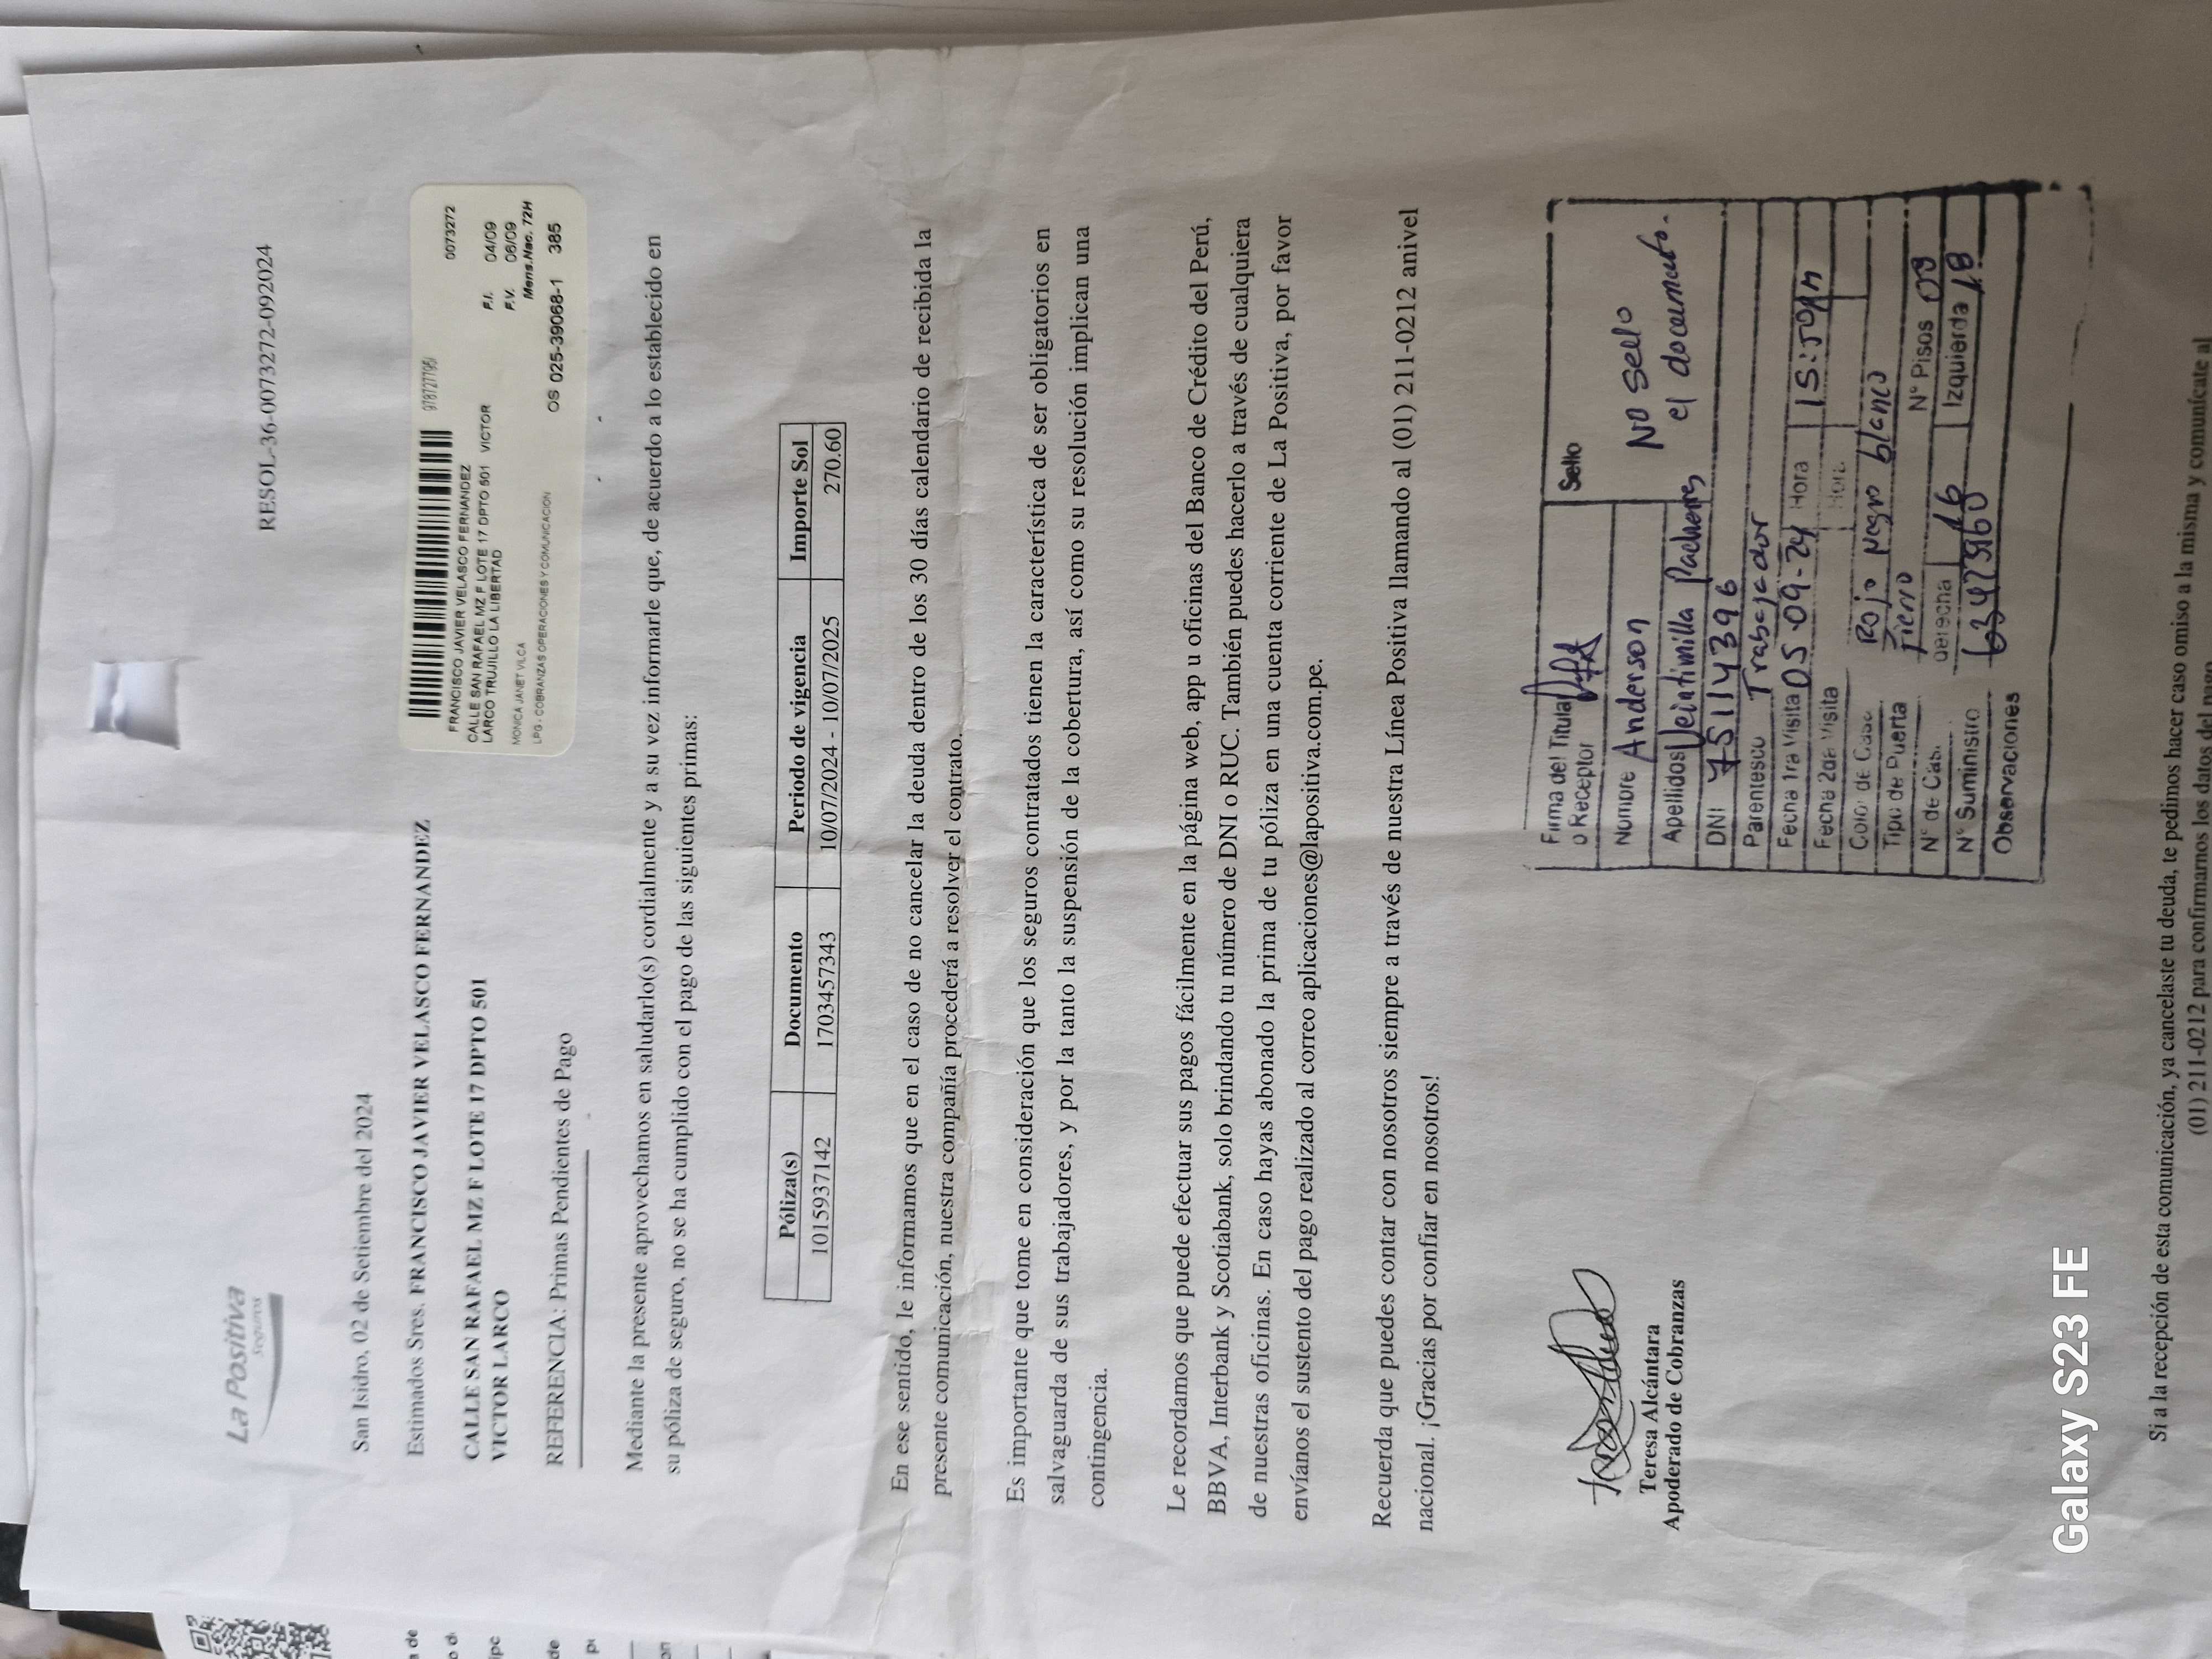 La Positiva
Seguros
RESOL-36-0073272-092024
San Isidro, 02 de Setiembre del 2024
Estimados Sres. FRANCISCO JAVIER VELASCO FERNANDEZ
CALLE SAN RAFAEL MZ F LOTE 17 DPTO 501
VICTOR LARCO
978727795/
0073272
FRANCISCO JAVIER VELASCO FERNANDEZ
CALLE SAN RAFAEL MZ F LOTE 17 DPTO 501 VICTOR
LARCO TRUJILLO LA LIBERTAD
F.I. 04/09
F.V. 06/09
Mens.Nac. 72H
MONICA JANET VILCA
LPG - COBRANZAS OPERACIONES Y COMUNICACION
OS 025-39068-1 385
REFERENCIA: Primas Pendientes de Pago
Mediante la presente aprovechamos en saludarlo(s) cordialmente y a su vez informarle que, de acuerdo a lo establecido en
su póliza de seguro, no se ha cumplido con el pago de las siguientes primas:
Póliza(s) Documento Periodo de vigencia Importe Sol
1015937142 1703457343 10/07/2024 - 10/07/2025 270.60
En ese sentido, le informamos que en el caso de no cancelar la deuda dentro de los 30 días calendario de recibida la
presente comunicación, nuestra compañía procederá a resolver el contrato.
Es importante que tome en consideración que los seguros contratados tienen la característica de ser obligatorios en
salvaguarda de sus trabajadores, y por la tanto la suspensión de la cobertura, así como su resolución implican una
contingencia.
Le recordamos que puede efectuar sus pagos fácilmente en la página web, app u oficinas del Banco de Crédito del Perú,
BBVA, Interbank y Scotiabank, solo brindando tu número de DNI o RUC. También puedes hacerlo a través de cualquiera
de nuestras oficinas. En caso hayas abonado la prima de tu póliza en una cuenta corriente de La Positiva, por favor
envíanos el sustento del pago realizado al correo aplicaciones@lapositiva.com.pe.
Recuerda que puedes contar con nosotros siempre a través de nuestra Línea Positiva llamando al (01) 211-0212 anivel
nacional. ¡Gracias por confiar en nosotros!
Teresa Alcántara
Apoderado de Cobranzas
Firma del Titular
o Receptor
Sello
Nombre Anderson
No sello
el documento.
Apellidos Veintimilla Pacherres
DNI 75114396
Parentesco Trabajador
Fecha 1ra Visita 05-09-24 Hora 15:50pm
Fecha 2da Visita Hora
Color de Casa Rojo negro blanco
Tipo de Puerta Fierro
N° Pisos 09
N° de Casa derecha 16 Izquierda 18
N° Suministro 63473160
Observaciones
Si a la recepción de esta comunicación, ya cancelaste tu deuda, te pedimos hacer caso omiso a la misma y comunícate al
(01) 211-0212 para confirmarnos los datos del pago
Galaxy S23 FE